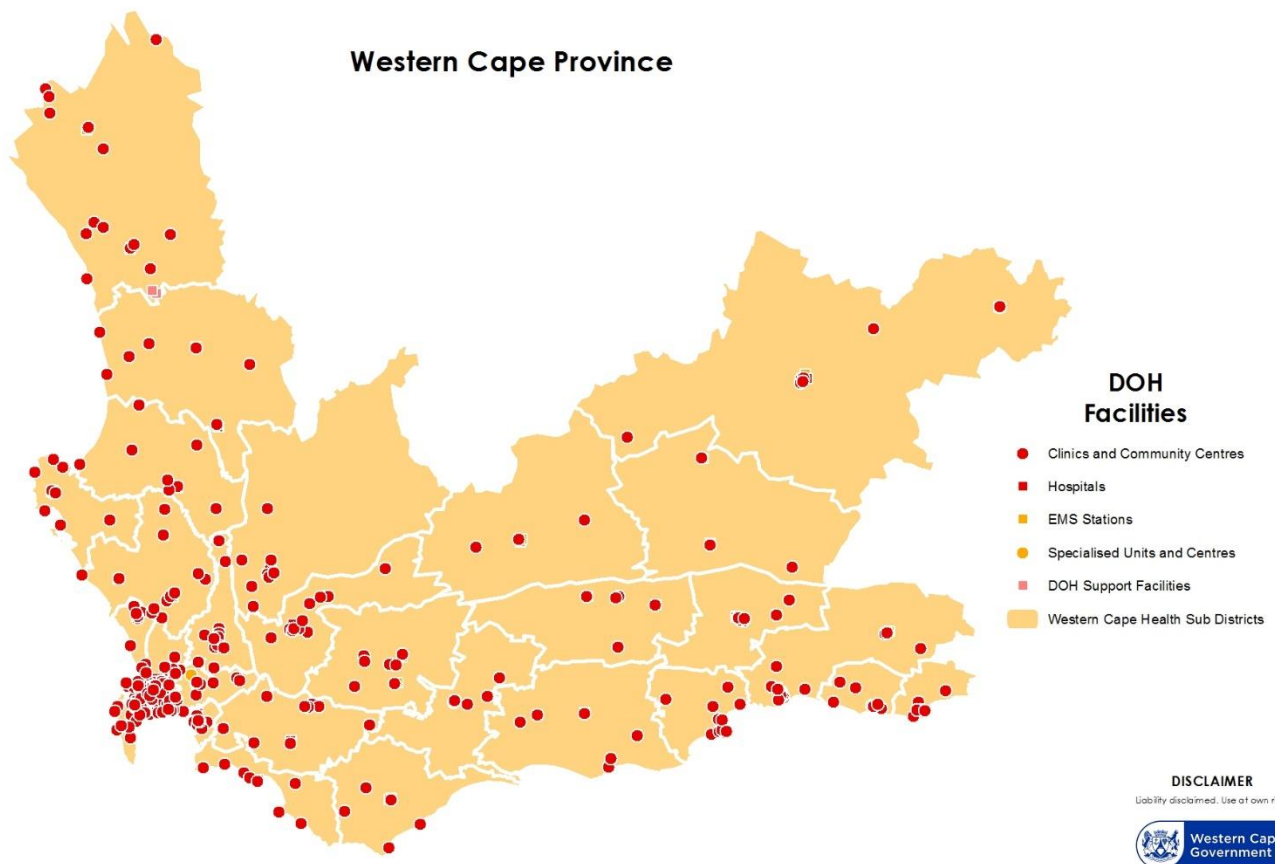 Western Cape Province
DOH
Facilities
Clinics and Community Centres
Hospitals
EMS Stations
Specialised Units and Centres
DOH Support Facilities
Western Cape Health Sub Districts
DISCLAIMER
Liability disclaimed. Use at own
Western Cap
Government